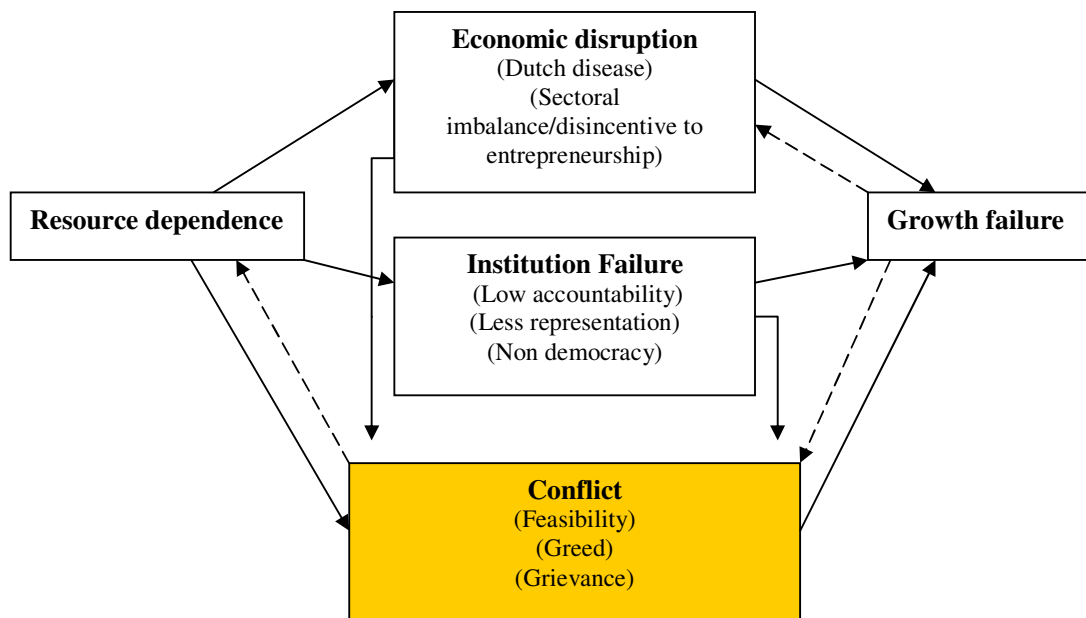 Economic disruption
(Dutch disease)
(Sectoral
imbalance/disincentive to
entrepreneurship)
Resource dependence
Growth failure
Institution Failure
(Low accountability)
(Less representation)
(Non democracy)
Conflict
(Feasibility)
(Greed)
(Grievance)